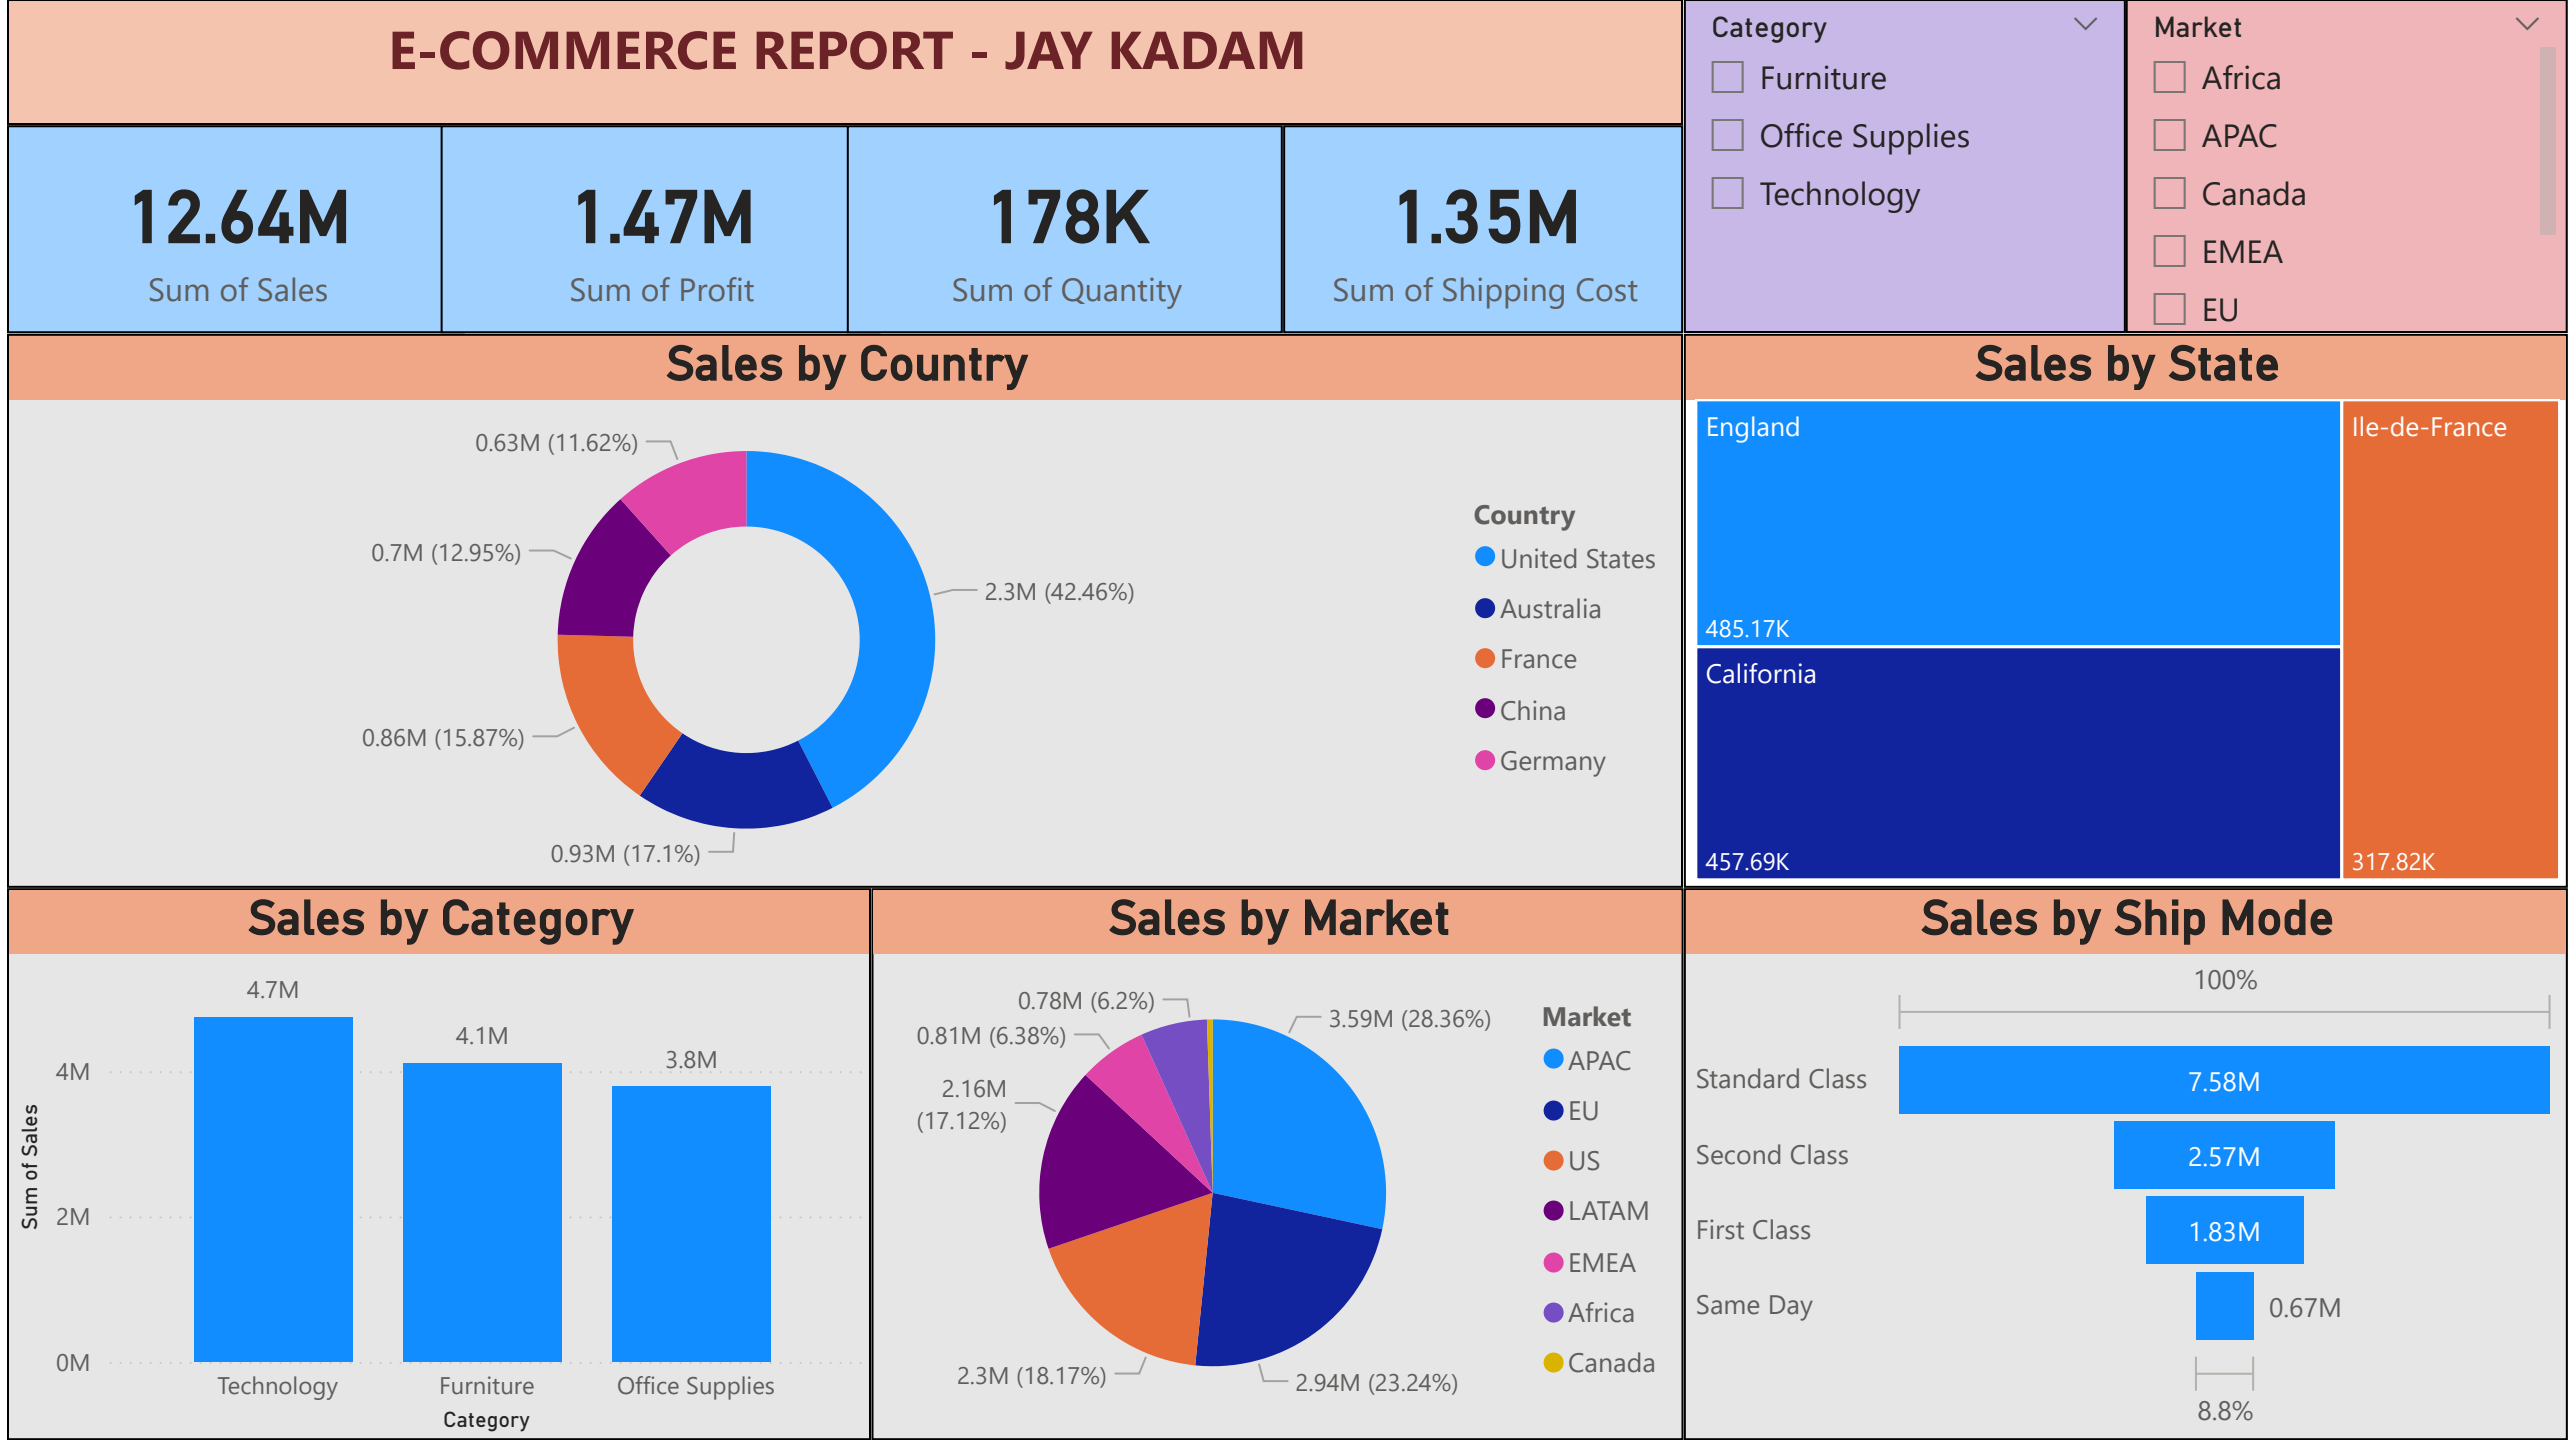 E-COMMERCE REPORT - JAY KADAM
Category
Furniture
Office Supplies
Technology
Market
Africa
APAC
Canada
EMEA
EU
12.64M
Sum of Sales
1.47M
Sum of Profit
178K
Sum of Quantity
1.35M
Sum of Shipping Cost
Sales by Country
0.63M (11.62%)
0.7M (12.95%)
2.3M (42.46%)
0.86M (15.87%)
0.93M (17.1%)
Country
United States
Australia
France
China
Germany
Sales by State
England
485.17K
California
457.69K
Ile-de-France
317.82K
Sales by Category
4.7M
4.1M
3.8M
4M
2M
0M
Sum of Sales
Technology
Furniture
Office Supplies
Category
Sales by Market
0.78M (6.2%)
3.59M (28.36%)
0.81M (6.38%)
2.16M
(17.12%)
2.3M (18.17%)
2.94M (23.24%)
Market
APAC
EU
US
LATAM
EMEA
Africa
Canada
Sales by Ship Mode
100%
Standard Class
7.58M
Second Class
2.57M
First Class
1.83M
Same Day
0.67M
8.8%